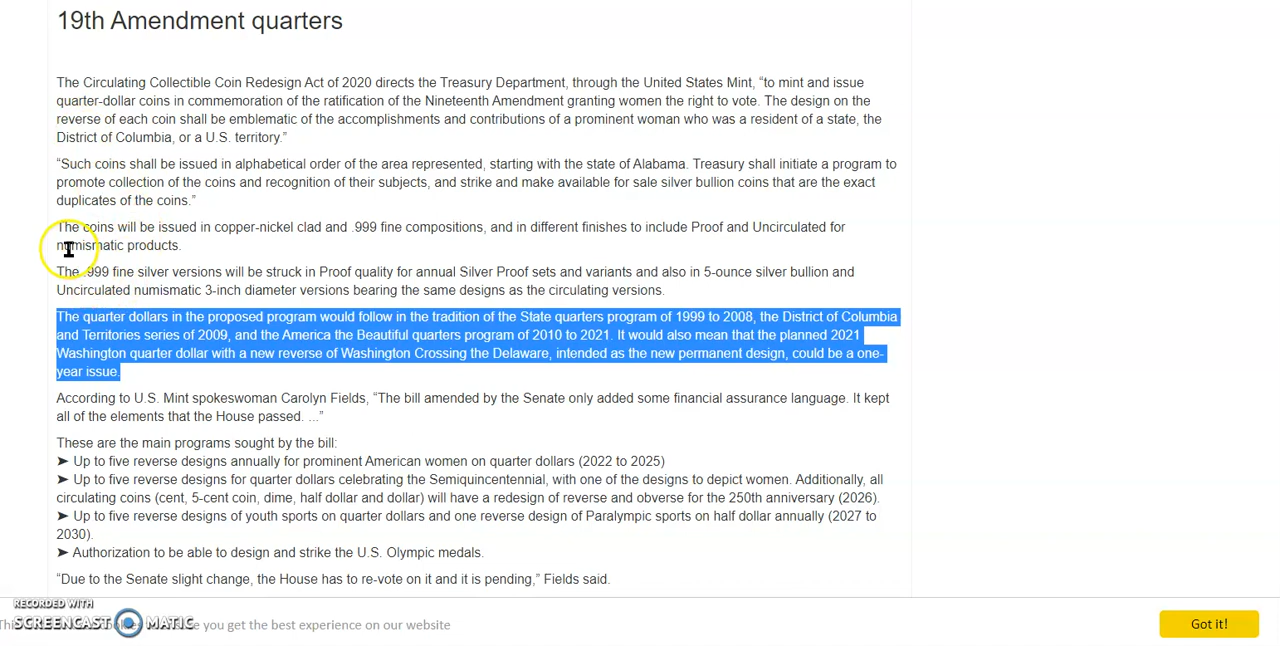 19th Amendment quarters
The Circulating Collectible Coin Redesign Act of 2020 directs the Treasury Department, through the United States Mint, “to mint and issue
quarter-dollar coins in commemoration of the ratification of the Nineteenth Amendment granting women the right to vote. The design on the
reverse of each coin shall be emblematic of the accomplishments and contributions of a prominent woman who was a resident of a state, the
District of Columbia, or a U.S. territory.”
“Such coins shall be issued in alphabetical order of the area represented, starting with the state of Alabama. Treasury shall initiate a program to
promote collection of the coins and recognition of their subjects, and strike and make available for sale silver bullion coins that are the exact
duplicates of the coins.”
The coins will be issued in copper-nickel clad and .999 fine compositions, and in different finishes to include Proof and Uncirculated for
numismatic products.
The .999 fine silver versions will be struck in Proof quality for annual Silver Proof sets and variants and also in 5-ounce silver bullion and
Uncirculated numismatic 3-inch diameter versions bearing the same designs as the circulating versions.
The quarter dollars in the proposed program would follow in the tradition of the State quarters program of 1999 to 2008, the District of Columbia
and Territories series of 2009, and the America the Beautiful quarters program of 2010 to 2021. It would also mean that the planned 2021
Washington quarter dollar with a new reverse of Washington Crossing the Delaware, intended as the new permanent design, could be a one-
year issue.
According to U.S. Mint spokeswoman Carolyn Fields, “The bill amended by the Senate only added some financial assurance language. It kept
all of the elements that the House passed. …”
These are the main programs sought by the bill:
➤ Up to five reverse designs annually for prominent American women on quarter dollars (2022 to 2025)
➤ Up to five reverse designs for quarter dollars celebrating the Semiquincentennial, with one of the designs to depict women. Additionally, all
circulating coins (cent, 5-cent coin, dime, half dollar and dollar) will have a redesign of reverse and obverse for the 250th anniversary (2026).
➤ Up to five reverse designs of youth sports on quarter dollars and one reverse design of Paralympic sports on half dollar annually (2027 to
2030).
➤ Authorization to be able to design and strike the U.S. Olympic medals.
“Due to the Senate slight change, the House has to re-vote on it and it is pending,” Fields said.
RECORDED WITH
SCREENCAST MATIC
you get the best experience on our website
Got it!